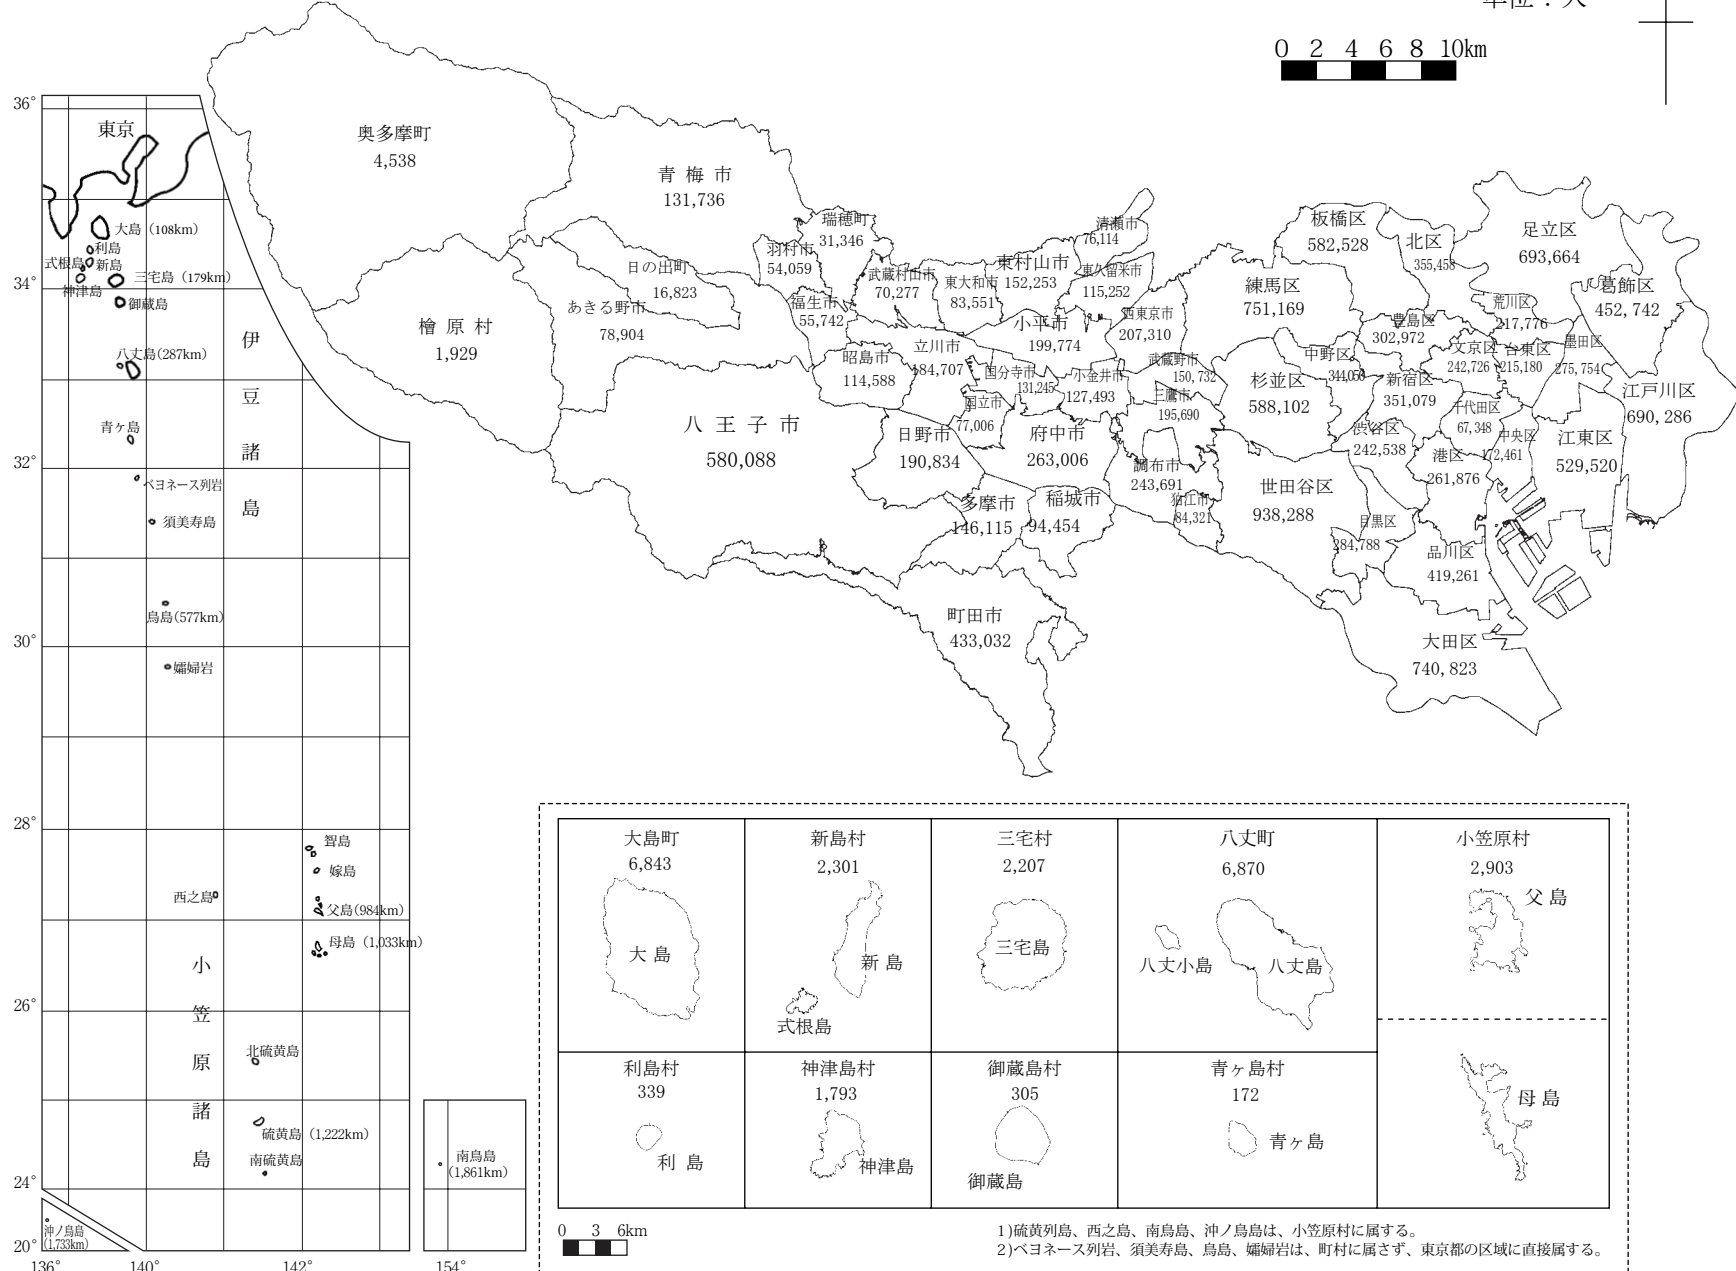 0 2 4 6 8 10km
36°
34°
32°
30°
28°
26°
24°
20°
136°
140°
142°
154°
東京
大島（108km）
利島
式根島
新島
神津島
三宅島（179km）
御蔵島
八丈島(287km)
青ヶ島
ベヨネース列岩
須美寿島
鳥島(577km)
孀婦岩
伊豆諸島
聟島
嫁島
西之島
父島(984km)
母島（1,033km）
小笠原諸島
北硫黄島
硫黄島（1,222km）
南硫黄島
南鳥島
（1,861km）
沖ノ鳥島
(1,733km)
奥多摩町
4,538
青梅市
131,736
瑞穂町
31,346
羽村市
54,059
日の出町
16,823
あきる野市
78,904
檜原村
1,929
福生市
55,742
武蔵村山市
70,277
東大和市
83,551
東村山市
152,253
清瀬市
76,114
東久留米市
115,252
西東京市
207,310
小平市
199,774
立川市
184,707
昭島市
114,588
国分寺市
131,245
小金井市
127,493
武蔵野市
150,732
三鷹市
195,690
国立市
77,006
八王子市
580,088
日野市
190,834
府中市
263,006
調布市
243,691
狛江市
84,321
多摩市
146,115
稲城市
94,454
町田市
433,032
板橋区
582,528
北区
355,458
足立区
693,664
葛飾区
452,742
荒川区
217,776
練馬区
751,169
豊島区
302,972
文京区
242,726
台東区
215,180
墨田区
275,754
中野区
杉並区
588,102
新宿区
351,079
千代田区
67,348
中央区
172,461
江東区
529,520
江戸川区
690,286
渋谷区
242,538
港区
261,876
世田谷区
938,288
目黒区
284,788
品川区
419,261
大田区
740,823
大島町
6,843
大島
新島村
2,301
新島
式根島
三宅村
2,207
三宅島
八丈町
6,870
八丈小島
八丈島
小笠原村
2,903
父島
母島
利島村
339
利島
神津島村
1,793
神津島
御蔵島村
305
御蔵島
青ヶ島村
172
青ヶ島
0 3 6km
1)硫黄列島、西之島、南鳥島、沖ノ鳥島は、小笠原村に属する。
2)ベヨネース列岩、須美寿島、鳥島、孀婦岩は、町村に属さず、東京都の区域に直接属する。